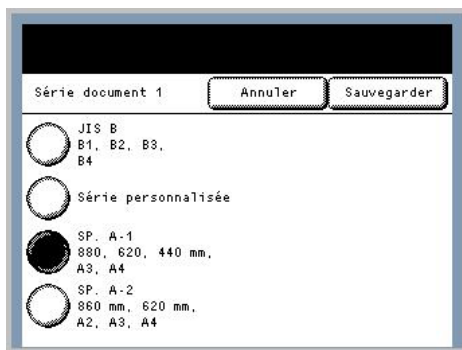 Série document 1
Annuler
Sauvegarder
JIS B
B1, B2, B3,
B4
Série personnalisée
SP. A-1
880, 620, 440 mm,
A3, A4
SP. A-2
860 mm, 620 mm,
A2, A3, A4